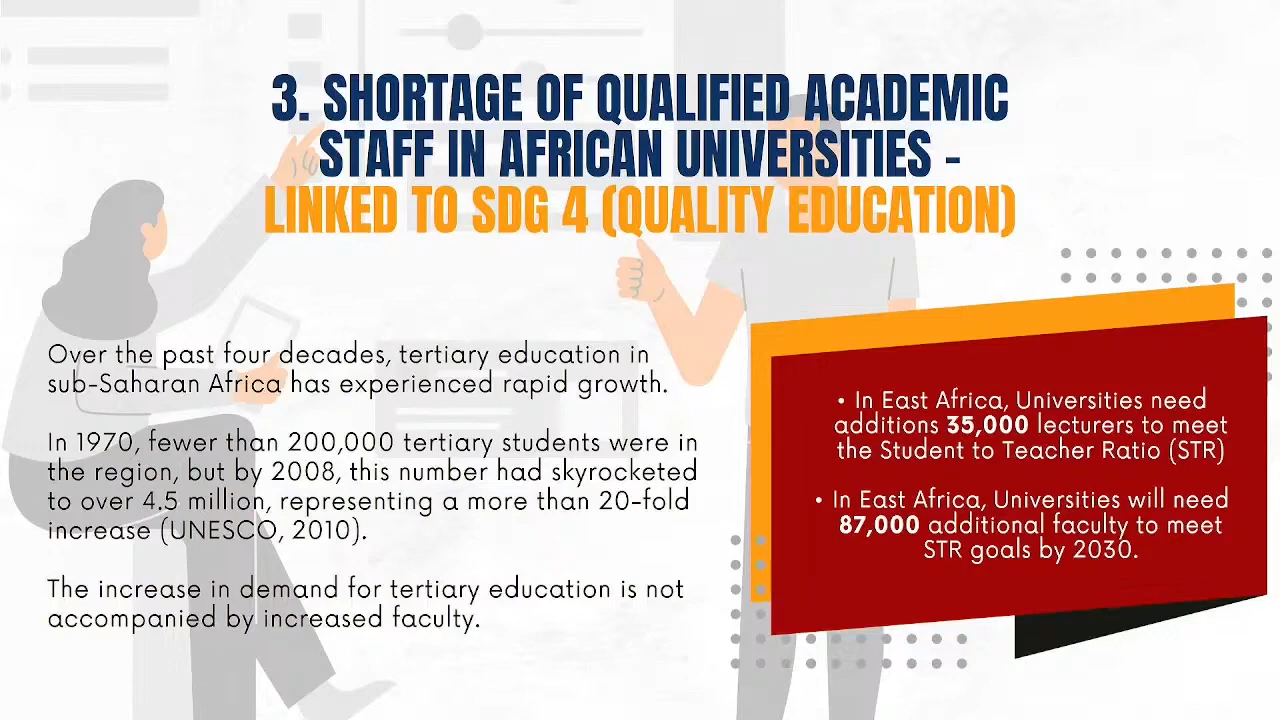 3. SHORTAGE OF QUALIFIED ACADEMIC
STAFF IN AFRICAN UNIVERSITIES -
LINKED TO SDG 4 (QUALITY EDUCATION)
Over the past four decades, tertiary education in
sub-Saharan Africa has experienced rapid growth.
In 1970, fewer than 200,000 tertiary students were in
the region, but by 2008, this number had skyrocketed
to over 4.5 million, representing a more than 20-fold
increase (UNESCO, 2010).
The increase in demand for tertiary education is not
accompanied by increased faculty.
• In East Africa, Universities need
additions 35,000 lecturers to meet
the Student to Teacher Ratio (STR)
• In East Africa, Universities will need
87,000 additional faculty to meet
STR goals by 2030.